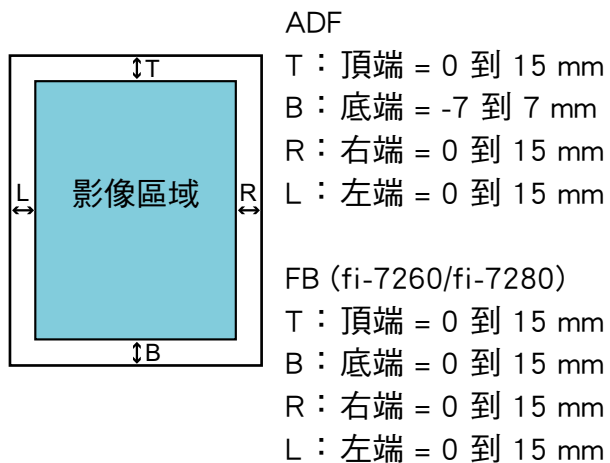 T
影像區域
L
R
B
ADF
T：頂端 = 0 到 15 mm
B：底端 = -7 到 7 mm
R：右端 = 0 到 15 mm
L：左端 = 0 到 15 mm
FB (fi-7260/fi-7280)
T：頂端 = 0 到 15 mm
B：底端 = 0 到 15 mm
R：右端 = 0 到 15 mm
L：左端 = 0 到 15 mm